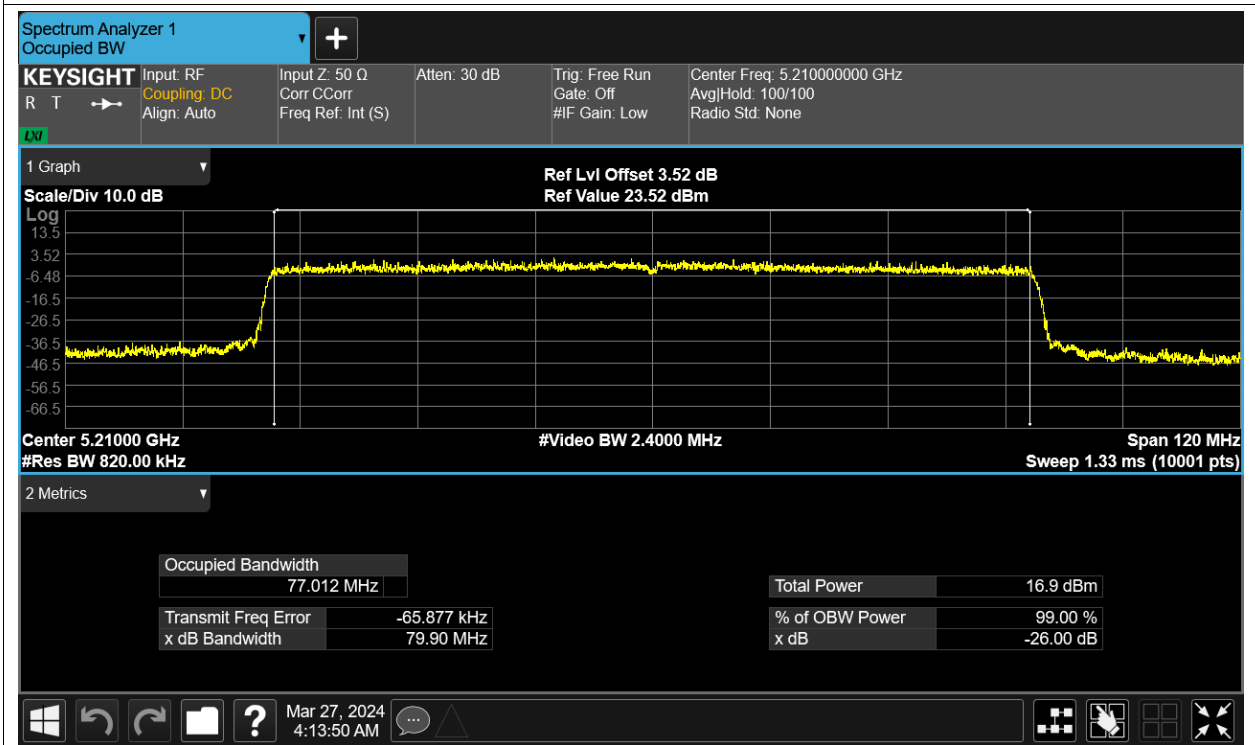 Spectrum Analyzer 1
Occupied BW
KEYSIGHT
R T
LXI
Input: RF
Coupling: DC
Align: Auto
Input Z: 50 Ω
Corr CCorr
Freq Ref: Int (S)
Atten: 30 dB
Trig: Free Run
Gate: Off
#IF Gain: Low
Center Freq: 5.210000000 GHz
Avg|Hold: 100/100
Radio Std: None
1 Graph
Scale/Div 10.0 dB
Ref Lvl Offset 3.52 dB
Ref Value 23.52 dBm
Log
13.5
3.52
-6.48
-16.5
-26.5
-36.5
-46.5
-56.5
-66.5
Center 5.21000 GHz
#Res BW 820.00 kHz
#Video BW 2.4000 MHz
Span 120 MHz
Sweep 1.33 ms (10001 pts)
2 Metrics
Occupied Bandwidth
77.012 MHz
Transmit Freq Error -65.877 kHz
x dB Bandwidth 79.90 MHz
Total Power 16.9 dBm
% of OBW Power 99.00 %
x dB -26.00 dB
?
Mar 27, 2024
4:13:50 AM